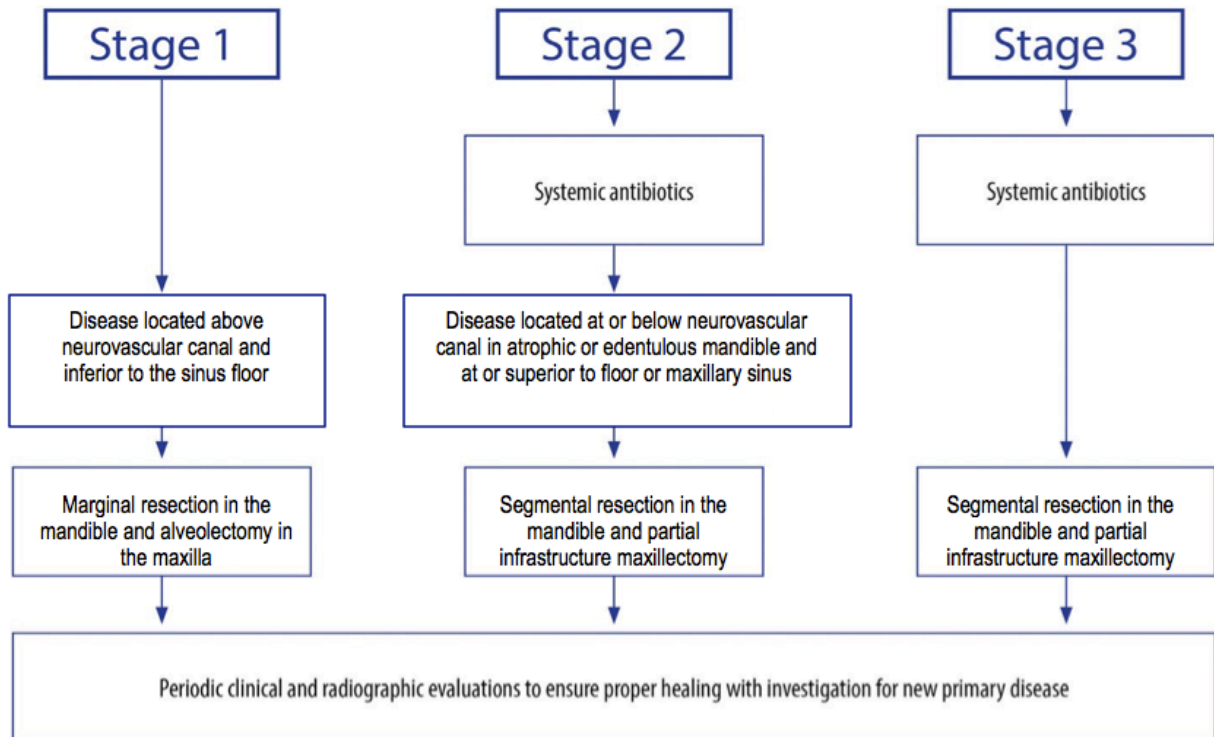 Stage 1
Stage 2
Stage 3
Systemic antibiotics
Systemic antibiotics
Disease located above
neurovascular canal and
inferior to the sinus floor
Disease located at or below neurovascular
canal in atrophic or edentulous mandible and
at or superior to floor or maxillary sinus
Marginal resection in the
mandible and alveolectomy in
the maxilla
Segmental resection in the
mandible and partial
infrastructure maxillectomy
Segmental resection in the
mandible and partial
infrastructure maxillectomy
Periodic clinical and radiographic evaluations to ensure proper healing with investigation for new primary disease